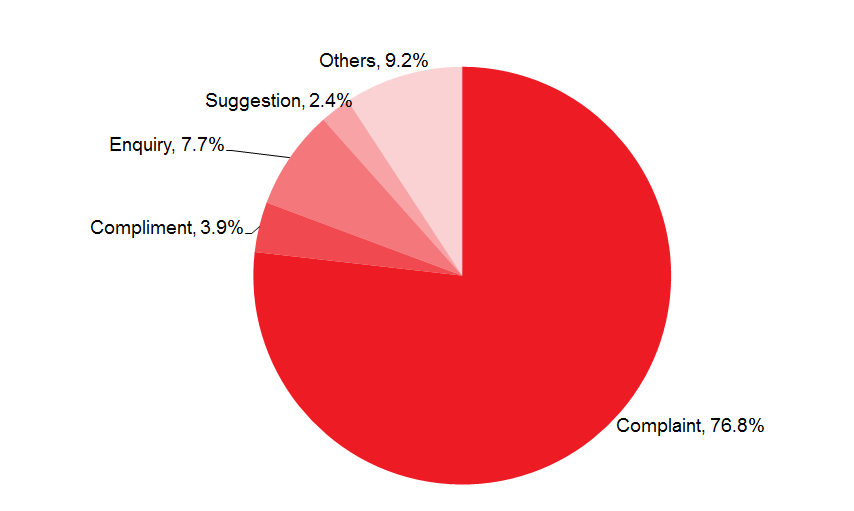 Others, 9.2%
Suggestion, 2.4%
Enquiry, 7.7%
Compliment, 3.9%
Complaint, 76.8%